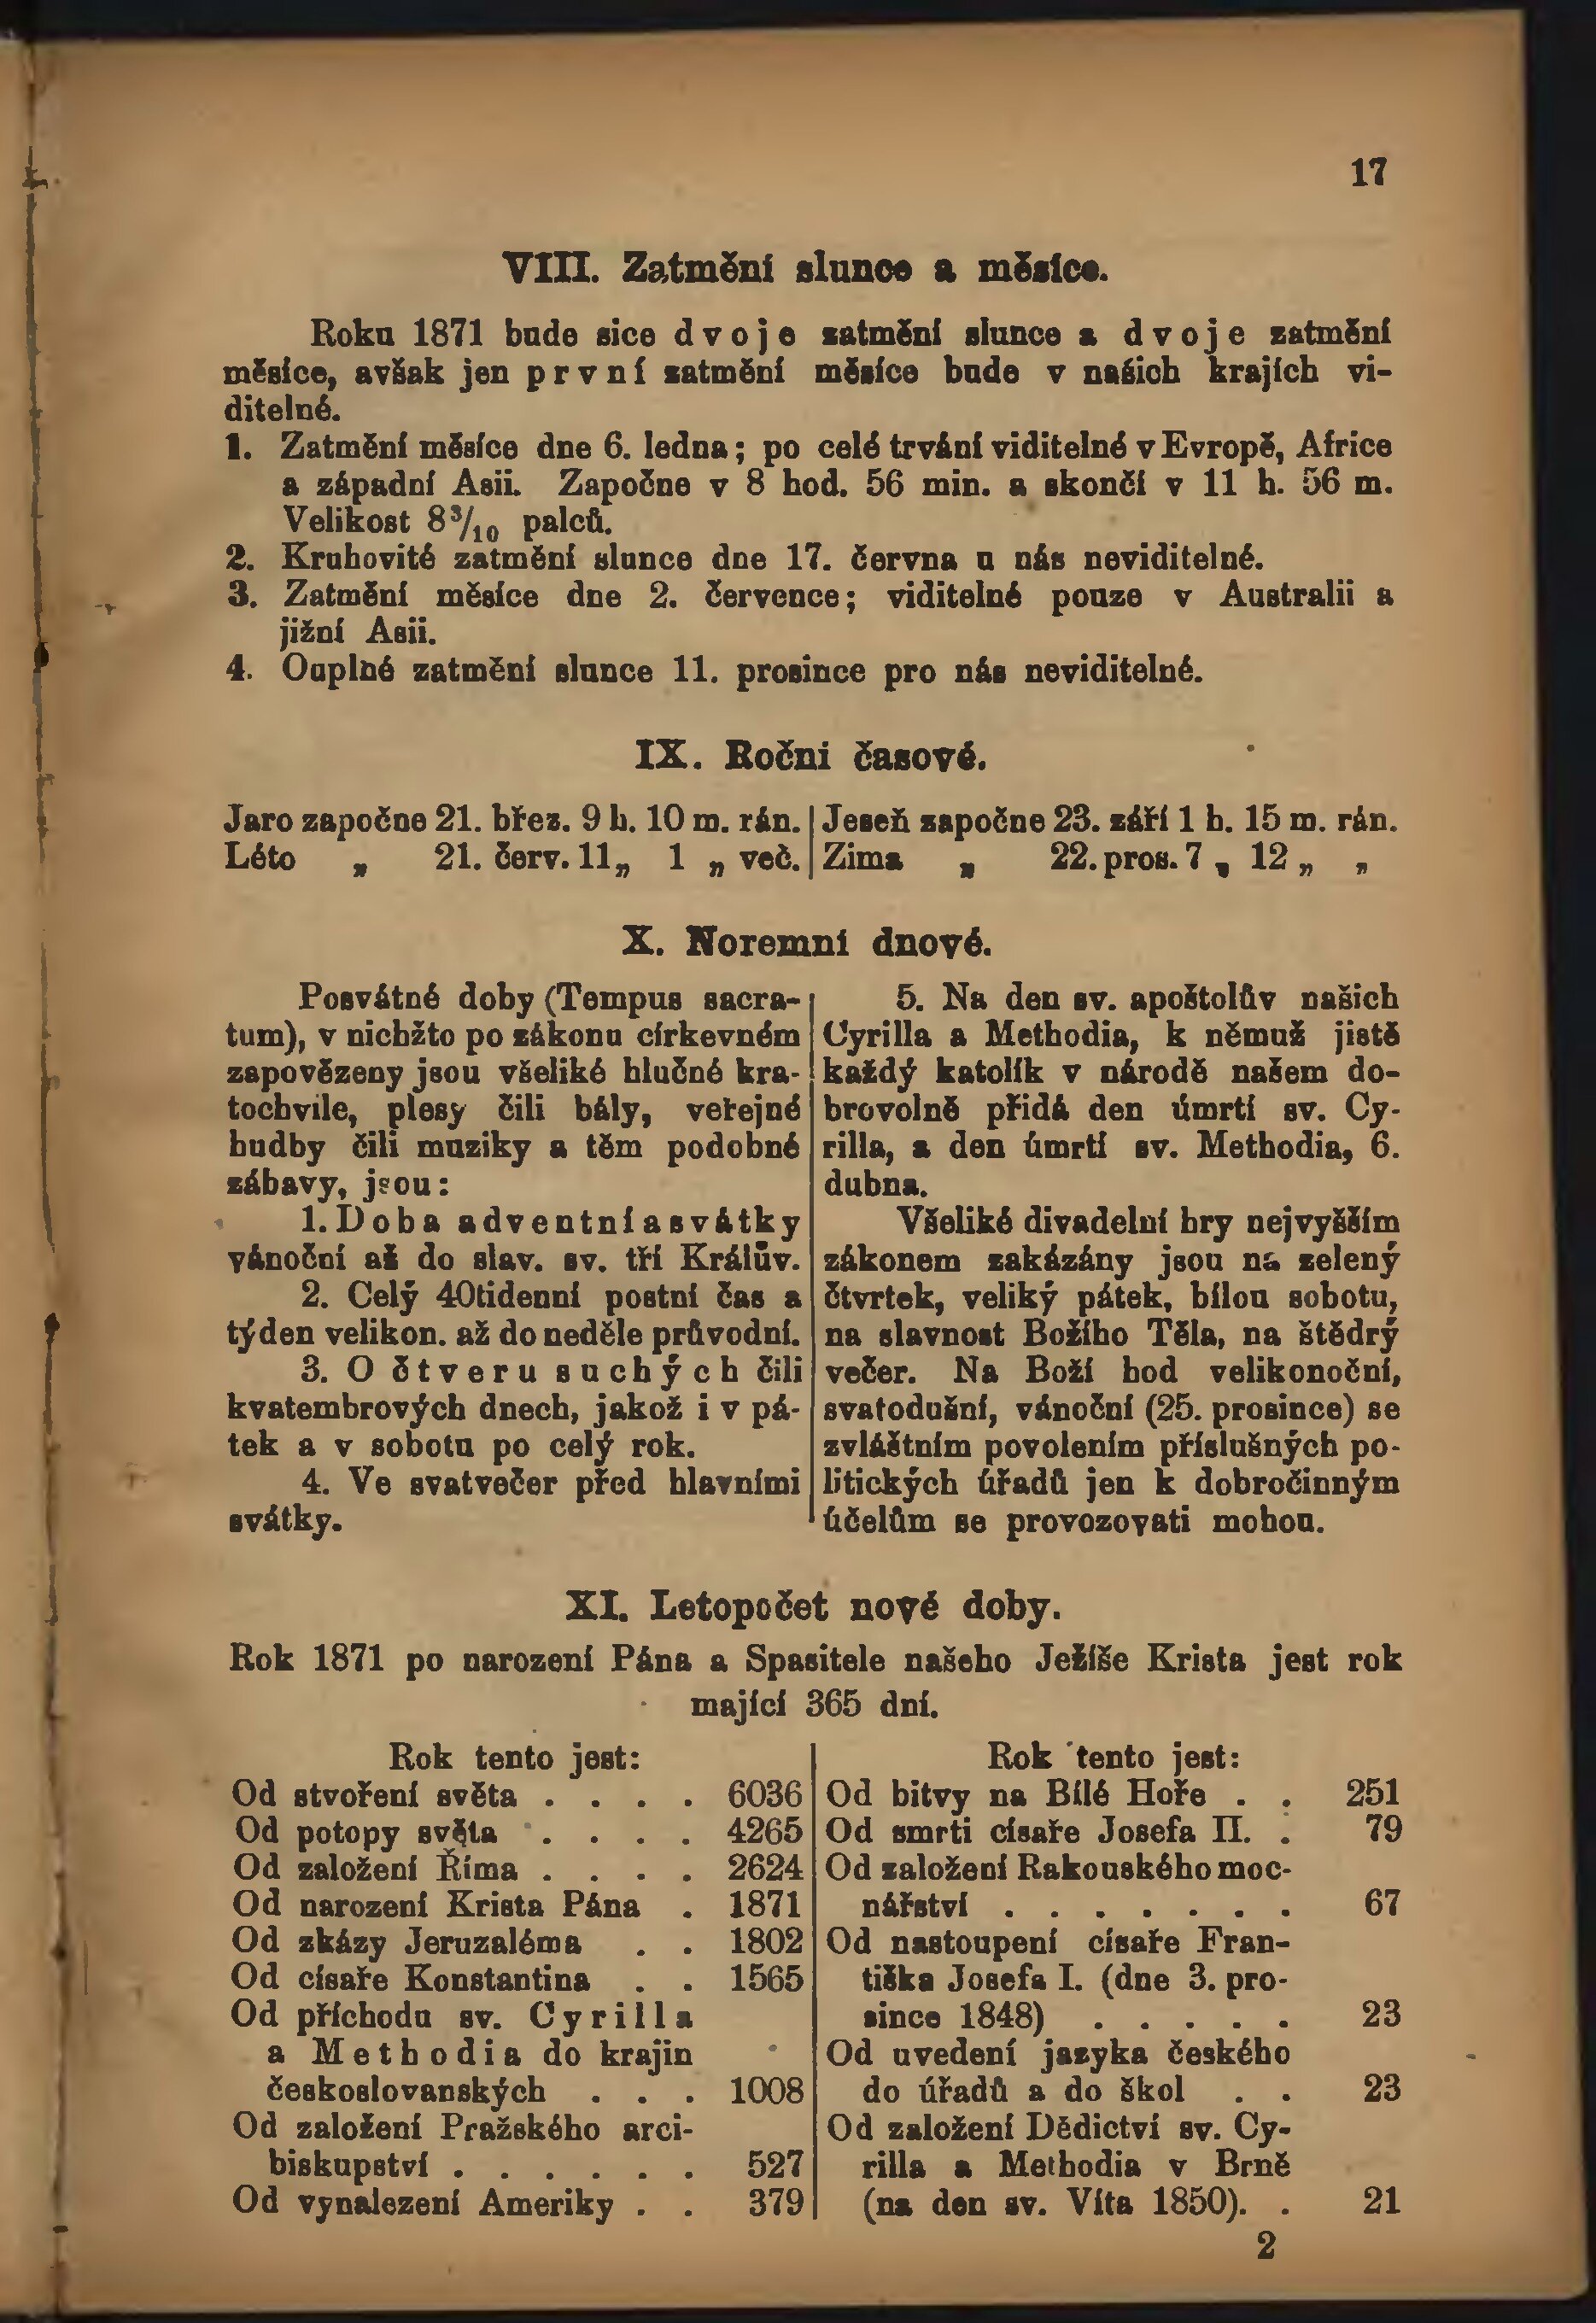 17
VIII. Zatmění slunce a měsíce.
Roku 1871 bude sice dvoje zatmění slunce a dvoje zatmění
měsíce, avšak jen první zatmění měsíce bude v našich krajích vi-
ditelné.
1. Zatmění měsíce dne 6. ledna; po celé trvání viditelné v Evropě, Africe
a západní Asii. Započne v 8 hod. 56 min. a skončí v 11 h. 56 m.
Velikost 8³/₁₀ palců.
2. Kruhovité zatmění slunce dne 17. června u nás neviditelné.
3. Zatmění měsíce dne 2. července; viditelné pouze v Australii a
jižní Asii.
4. Ouplné zatmění slunce 11. prosince pro nás neviditelné.
IX. Roční časové.
Jaro započne 21. břez. 9 h. 10 m. rán.
Léto „ 21. červ. 11 „ 1 „ več.
Jeseň započne 23. září 1 h. 15 m. rán.
Zima „ 22. pros. 7 „ 12 „ „
X. Noremní dnové.
Posvátné doby (Tempus sacra-
tum), v nichžto po zákonu církevném
zapovězeny jsou všeliké hlučné kra-
tochvile, plesy čili bály, veřejné
hudby čili muziky a těm podobné
zábavy, jsou:
1. Doba adventní a svátky
vánoční až do slav. sv. tří Králův.
2. Celý 40tidenní postní čas a
týden velikon. až do neděle průvodní.
3. O čtveru suchých čili
kvatembrových dnech, jakož i v pá-
tek a v sobotu po celý rok.
4. Ve svatvečer před hlavními
svátky.
5. Na den sv. apoštolův našich
Cyrilla a Methodia, k němuž jistě
každý katolík v národě našem do-
brovolně přidá den úmrtí sv. Cy-
rilla, a den úmrtí sv. Methodia, 6.
dubna.
Všeliké divadelní hry nejvyšším
zákonem zakázány jsou na zelený
čtvrtek, veliký pátek, bílou sobotu,
na slavnost Božího Těla, na štědrý
večer. Na Boží hod velikonoční,
svatodušní, vánoční (25. prosince) se
zvláštním povolením příslušných po-
litických úřadů jen k dobročinným
účelům se provozovati mohou.
XI. Letopočet nové doby.
Rok 1871 po narození Pána a Spasitele našeho Ježíše Krista jest rok
mající 365 dní.
Rok tento jest:
Od stvoření světa . . . . 6036
Od potopy světa . . . . 4265
Od založení Říma . . . . 2624
Od narození Krista Pána . 1871
Od zkázy Jeruzaléma . . 1802
Od císaře Konstantina . . 1565
Od příchodu sv. Cyrilla
a Methodia do krajin
českoslovanských . . . 1008
Od založení Pražského arci-
biskupství . . . . . . 527
Od vynalezení Ameriky . . 379
Rok tento jest:
Od bitvy na Bílé Hoře . . 251
Od smrti císaře Josefa II. . 79
Od založení Rakouského moc-
nářství . . . . . . . 67
Od nastoupení císaře Fran-
tiška Josefa I. (dne 3. pro-
since 1848) . . . . . 23
Od uvedení jazyka českého
do úřadů a do škol . . 23
Od založení Dědictví sv. Cy-
rilla a Methodia v Brně
(na den sv. Víta 1850). . 21
2